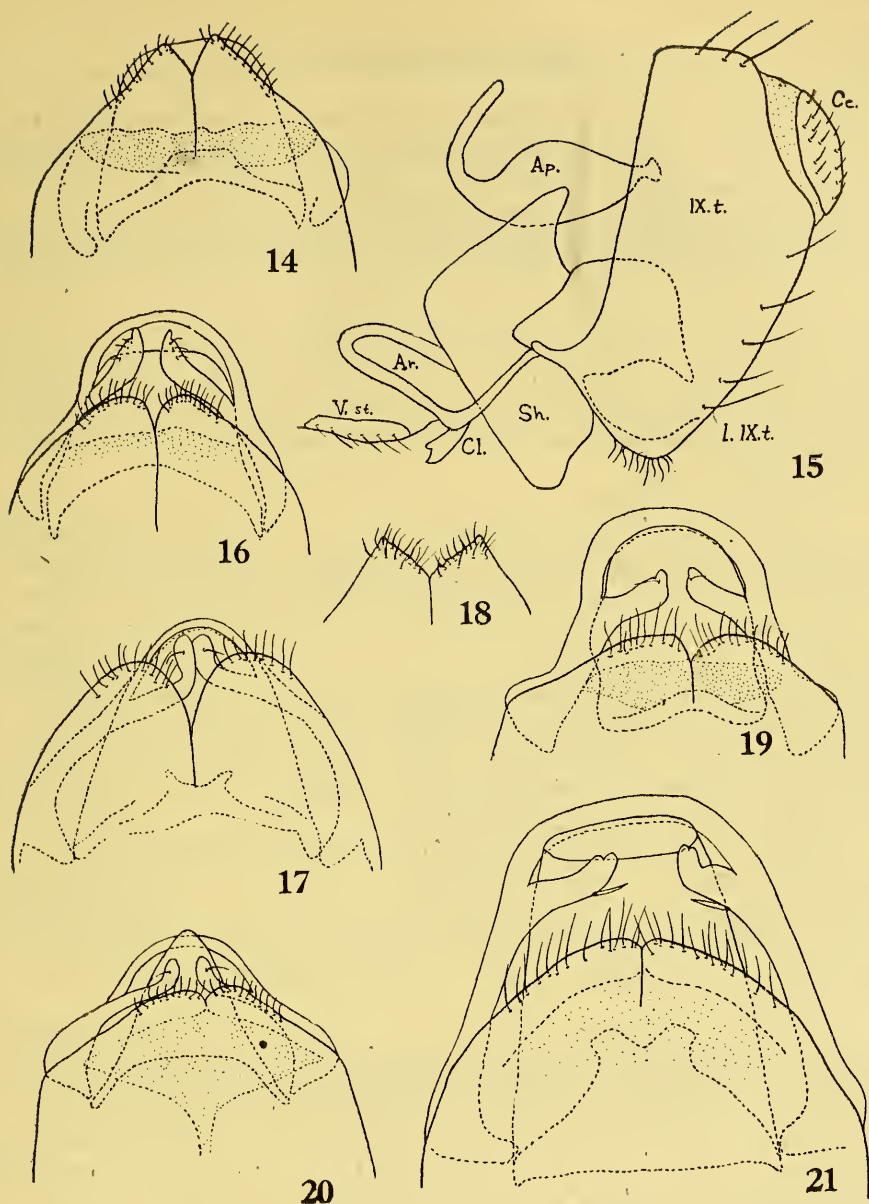 14
Ce.
Ap.
IX.t.
Ar.
V. st.
Cl.
Sh.
l. IX.t.
15
16
18
19
17
20
21